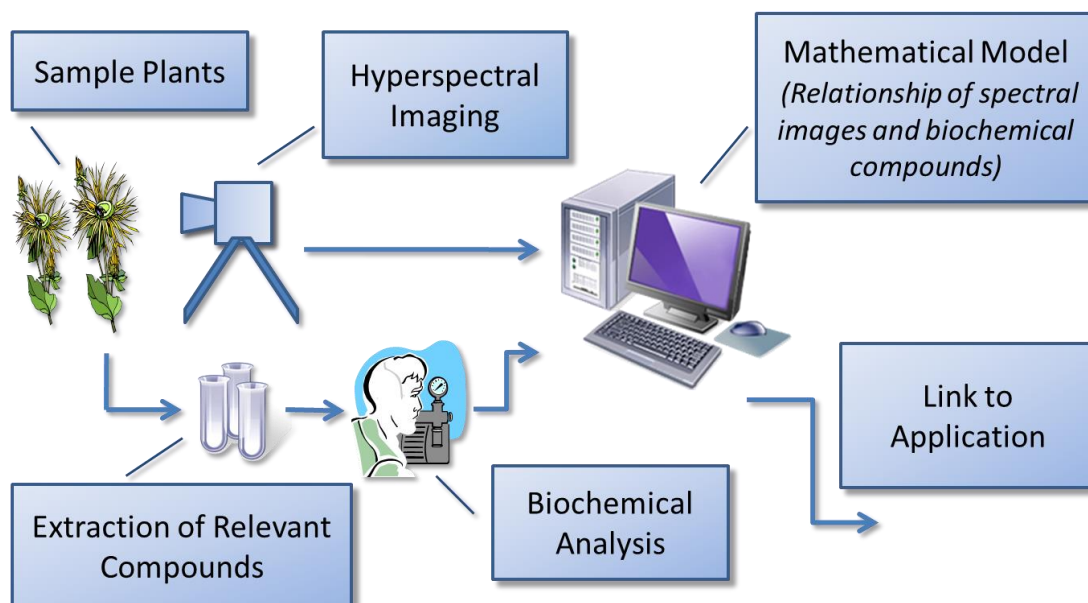 Sample Plants
Hyperspectral
Imaging
Mathematical Model
(Relationship of spectral
images and biochemical
compounds)
Link to
Application
Extraction of Relevant
Compounds
Biochemical
Analysis